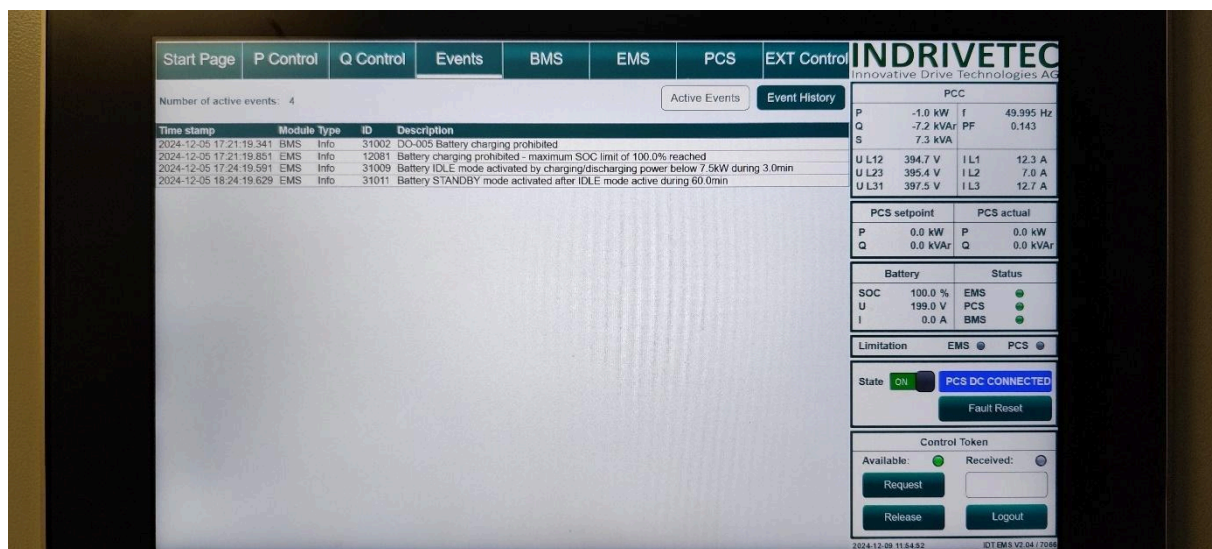 Start Page P Control Q Control Events BMS EMS PCS EXT Control
INDRIVETEC
Innovative Drive Technologies AG
Number of active events: 4
Active Events Event History
Time stamp Module Type ID Description
2024-12-05 17:21:19.341 BMS Info 31002 DO-005 Battery charging prohibited
2024-12-05 17:21:19.851 EMS Info 12081 Battery charging prohibited - maximum SOC limit of 100.0% reached
2024-12-05 17:24:19.591 EMS Info 31009 Battery IDLE mode activated by charging/discharging power below 7.5kW during 3.0min
2024-12-05 18:24:19.629 EMS Info 31011 Battery STANDBY mode activated after IDLE mode active during 60.0min
PCC
P -1.0 kW f 49.995 Hz
Q -7.2 kVAr PF 0.143
S 7.3 kVA
U L12 394.7 V I L1 12.3 A
U L23 395.4 V I L2 7.0 A
U L31 397.5 V I L3 12.7 A
PCS setpoint PCS actual
P 0.0 kW P 0.0 kW
Q 0.0 kVAr Q 0.0 kVAr
Battery Status
SOC 100.0 % EMS
U 199.0 V PCS
I 0.0 A BMS
Limitation EMS PCS
State ON PCS DC CONNECTED
Fault Reset
Control Token
Available: Received:
Request
Release Logout
2024-12-09 11:54:52 IDT EMS V2.04 / 7066